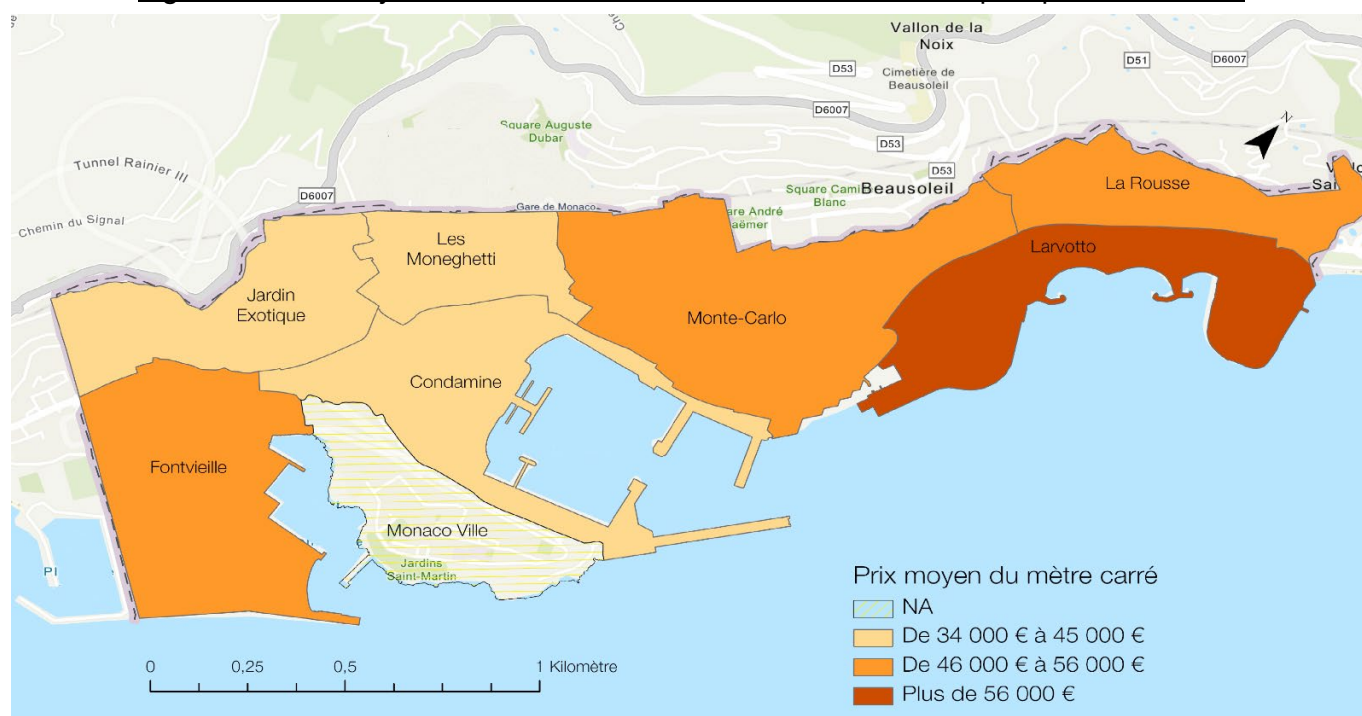 Vallon de la
Noix
D53
Cimetière de
Beausoleil
D51
D6007
D6007
Square Auguste
Dubar
D53
N
Tunnel Rainier III
D53
La Rousse
D6007
Square
Beausoleil
Blanc
Gare de Monaco
André
Chemin du Signal
Les
Moneghetti
Larvotto
Jardin
Exotique
Monte-Carlo
Condamine
Fontvieille
Monaco Ville
Jardins
Saint-Martin
Prix moyen du mètre carré
NA
De 34 000 € à 45 000 €
De 46 000 € à 56 000 €
Plus de 56 000 €
0 0,25 0,5 1 Kilomètre